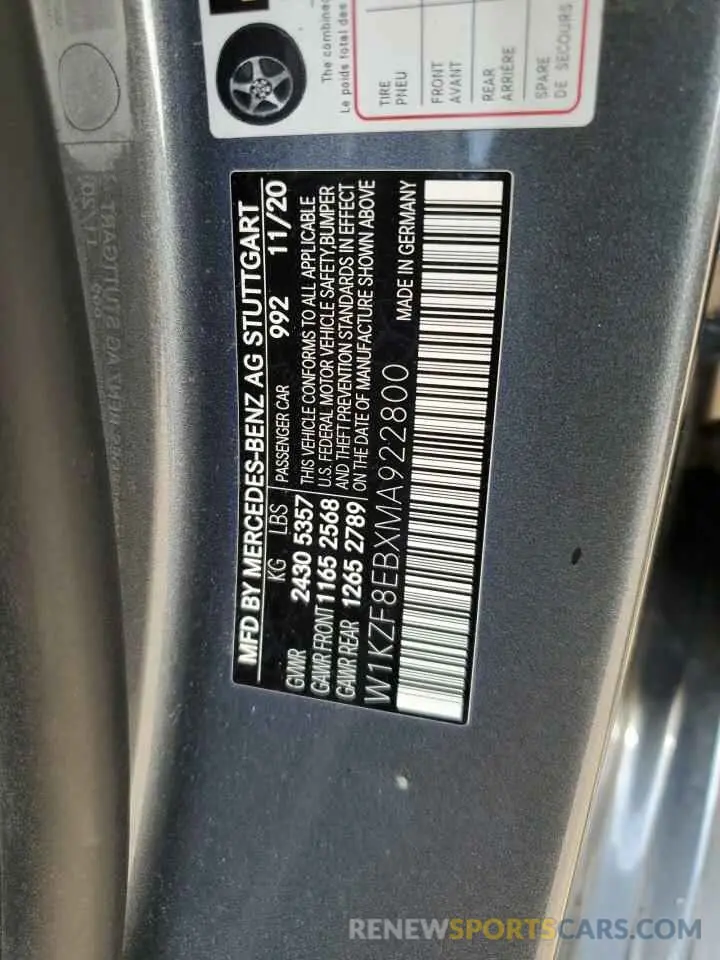 The combine
Le poids total des
TIRE
PNEU
FRONT
AVANT
REAR
ARRIÈRE
SPARE
DE SECOURS
MFD BY MERCEDES-BENZ AG STUTTGART
KG LBS PASSENGER CAR 992 11/20
GVWR 2430 5357
GAWR FRONT 1165 2568
GAWR REAR 1265 2789
THIS VEHICLE CONFORMS TO ALL APPLICABLE
U.S. FEDERAL MOTOR VEHICLE SAFETY, BUMPER
AND THEFT PREVENTION STANDARDS IN EFFECT
ON THE DATE OF MANUFACTURE SHOWN ABOVE
W1KZF8EBXMA922800 MADE IN GERMANY
RENEWSPORTSCARS.COM